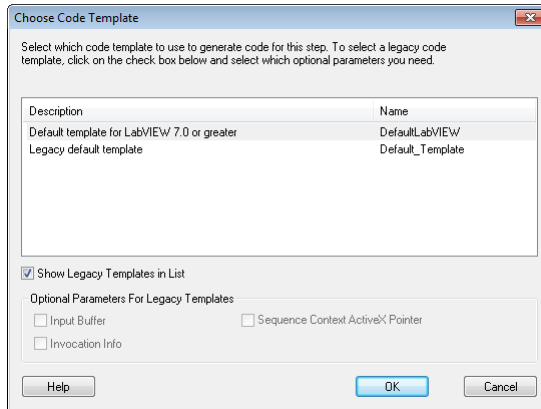 Choose Code Template
Select which code template to use to generate code for this step. To select a legacy code
template, click on the check box below and select which optional parameters you need.
Description Name
Default template for LabVIEW 7.0 or greater DefaultLabVIEW
Legacy default template Default_Template
Show Legacy Templates in List
Optional Parameters For Legacy Templates
Input Buffer Sequence Context ActiveX Pointer
Invocation Info
Help OK Cancel